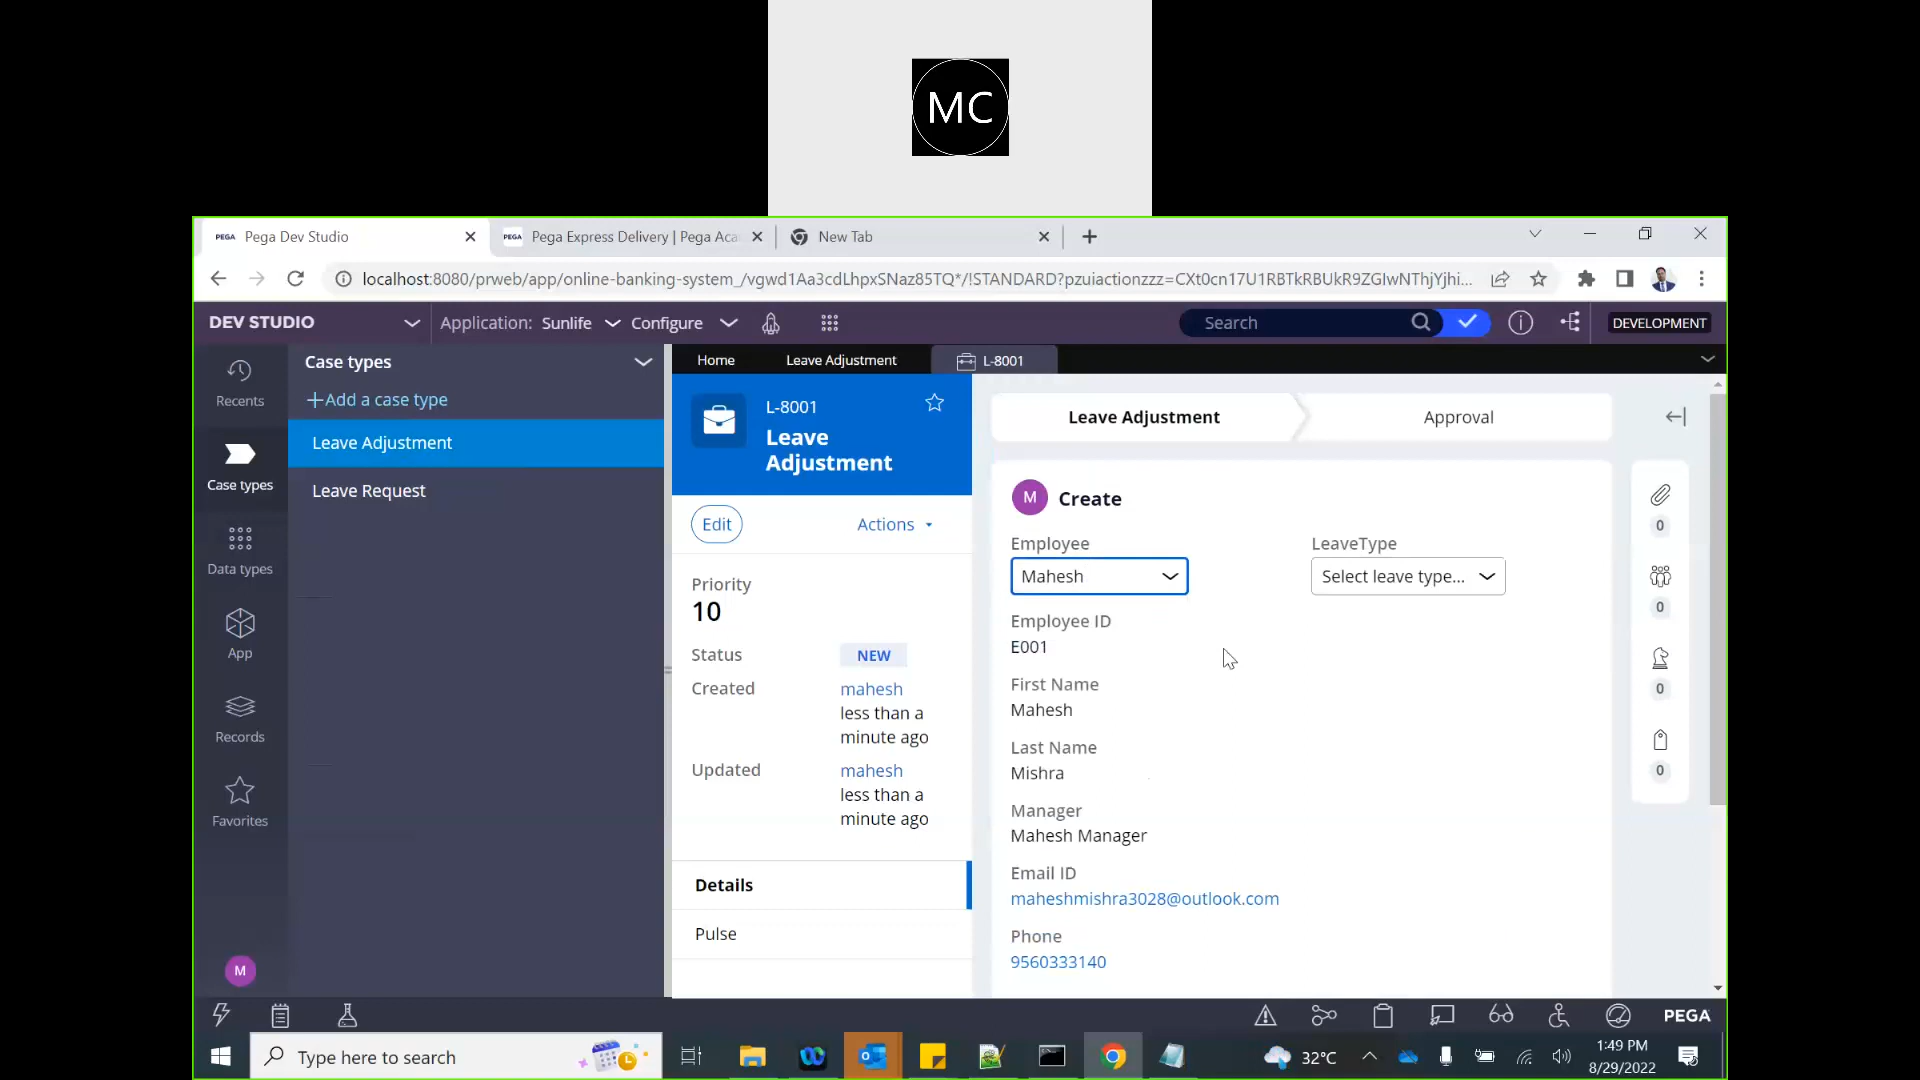 MC
PEGA Pega Dev Studio
PEGA Pega Express Delivery | Pega Aca
New Tab
localhost:8080/prweb/app/online-banking-system_/vgwd1Aa3cdLhpxSNaz85TQ*/!STANDARD?pzuiactionzzz=CXt0cn17U1RBTkRBUkR9ZGIwNThjYjhi...
DEV STUDIO
Application: Sunlife
Configure
Search
DEVELOPMENT
Recents
Case types
Data types
App
Records
Favorites
M
Case types
+Add a case type
Leave Adjustment
Leave Request
Home
Leave Adjustment
L-8001
L-8001
Leave
Adjustment
Edit
Actions
Priority
10
Status
NEW
Created
mahesh
less than a
minute ago
Updated
mahesh
less than a
minute ago
Details
Pulse
Leave Adjustment
Approval
M
Create
Employee
Mahesh
LeaveType
Select leave type...
Employee ID
E001
First Name
Mahesh
Last Name
Mishra
Manager
Mahesh Manager
Email ID
maheshmishra3028@outlook.com
Phone
9560333140
0
0
0
0
PEGA
Type here to search
32°C
1:49 PM
8/29/2022